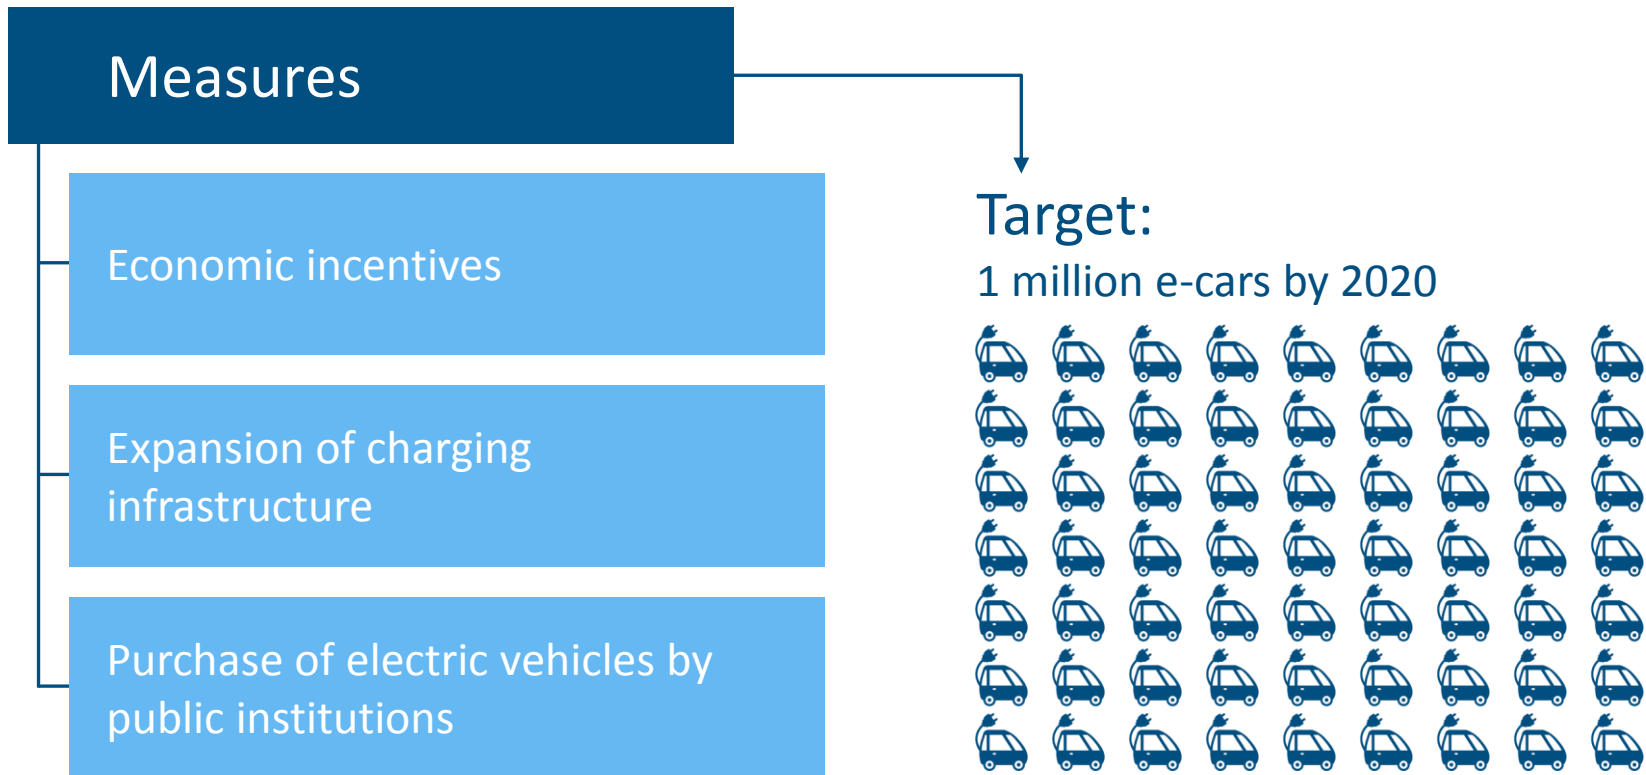 Measures
Economic incentives
Expansion of charging
infrastructure
Purchase of electric vehicles by
public institutions
Target:
1 million e-cars by 2020